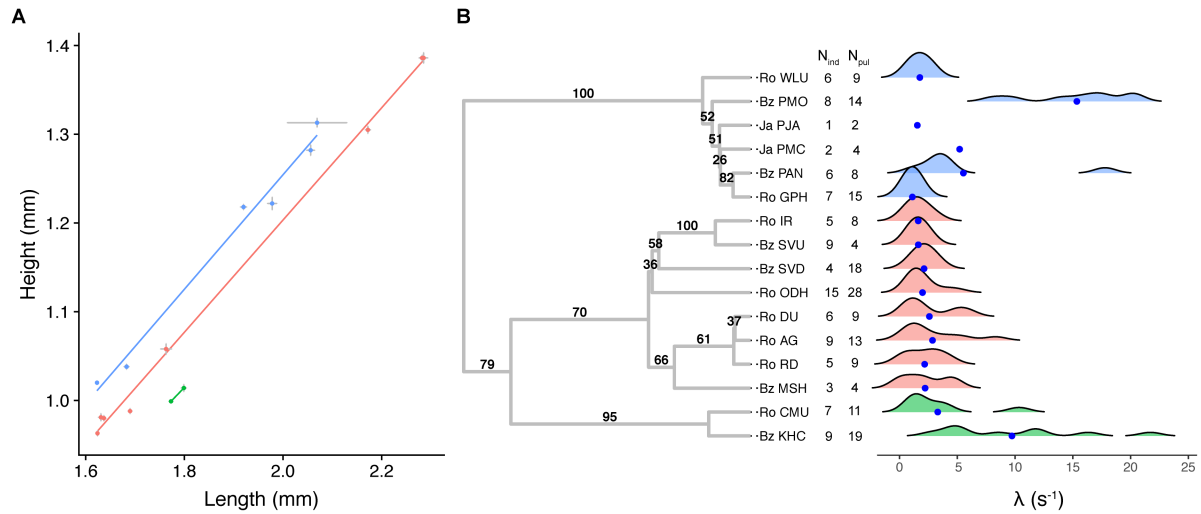 A
B
1.4
1.3
1.2
1.1
1.0
Height (mm)
1.6
1.8
2.0
2.2
Length (mm)
N_ind N_pul
Ro WLU 6 9
Bz PMO 8 14
Ja PJA 1 2
Ja PMC 2 4
Bz PAN 6 8
Ro GPH 7 15
Ro IR 5 8
Bz SVU 9 4
Bz SVD 4 18
Ro ODH 15 28
Ro DU 6 9
Ro AG 9 13
Ro RD 5 9
Bz MSH 3 4
Ro CMU 7 11
Bz KHC 9 19
100
52
51
26
82
100
58
36
70
37
61
66
79
95
0
5
10
15
20
25
λ (s⁻¹)